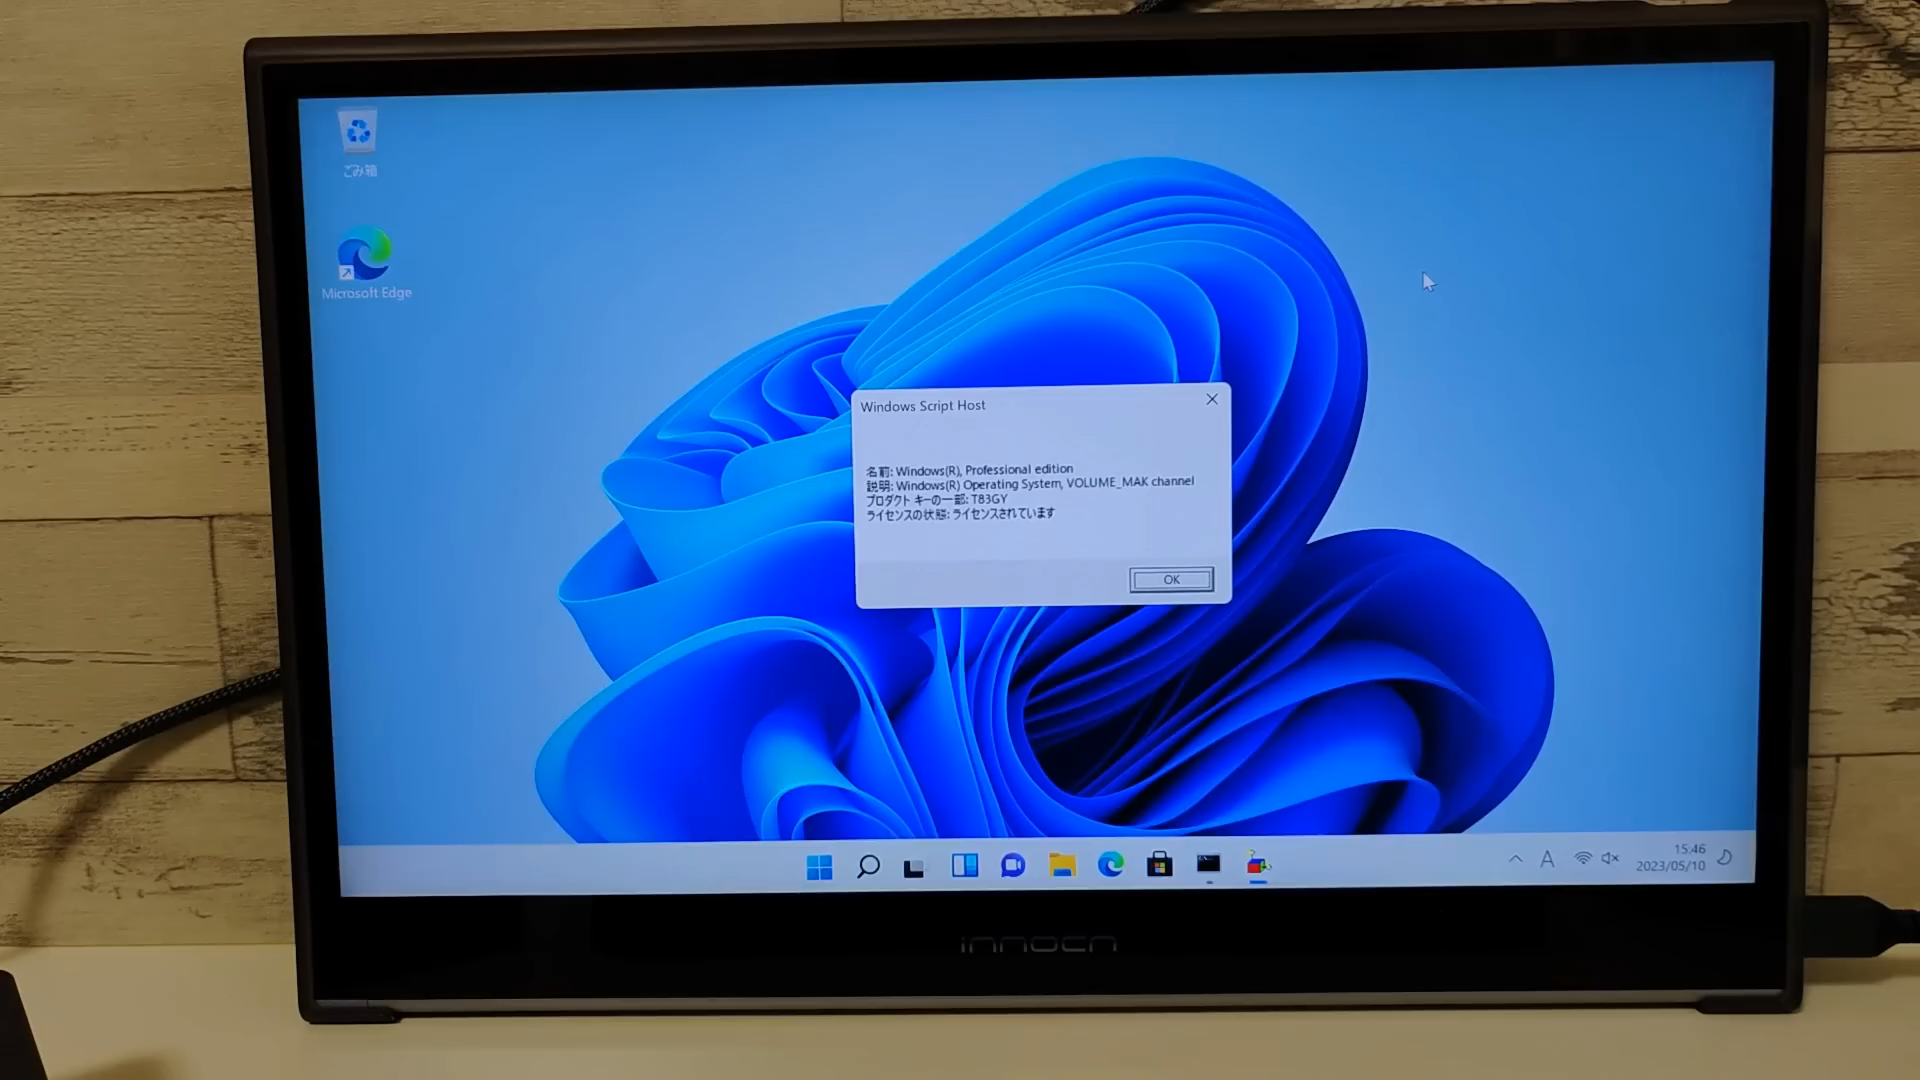 ごみ箱
Microsoft Edge
Windows Script Host
名前: Windows(R), Professional edition
説明: Windows(R) Operating System, VOLUME_MAK channel
プロダクト キーの一部: T83GY
ライセンスの状態: ライセンスされています
OK
A
15:46
2023/05/10
INNOCN